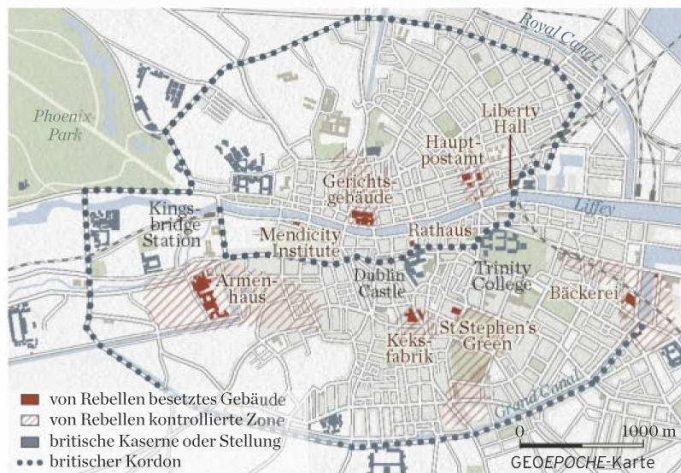 Royal Canal
Phoenix-
Park
Liberty
Hall
Haupt-
postamt
Gerichts-
gebäude
Kings-
bridge
Station
Liffey
Mendicity
Institute
Rathaus
Dublin
Castle
Trinity
College
Armen-
haus
Bäckerei
Keks-
fabrik
St Stephen's
Green
Grand Canal
von Rebellen besetztes Gebäude
von Rebellen kontrollierte Zone
britische Kaserne oder Stellung
britischer Kordon
0 1000 m
GEOEPOCHE-Karte